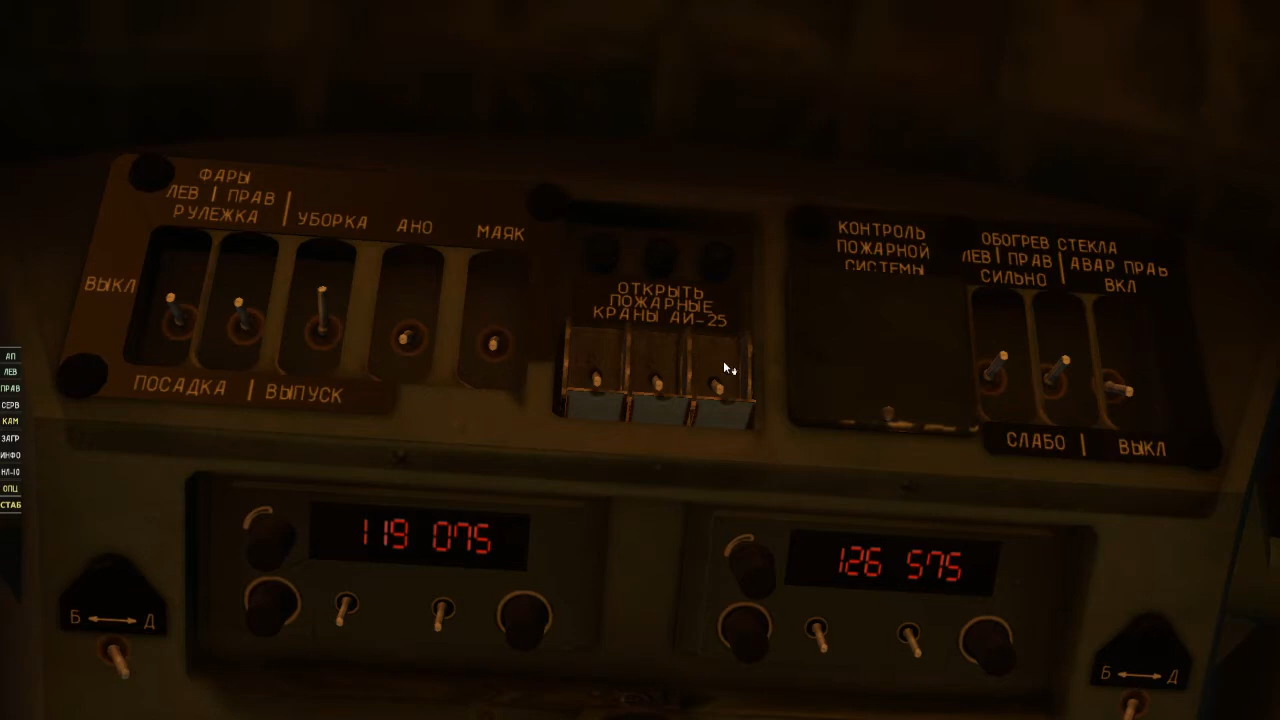 ФАРЫ
ЛЕВ | ПРАВ
РУЛЕЖКА
УБОРКА
АНО
МАЯК
ВЫКЛ
ПОСАДКА | ВЫПУСК
ОТКРЫТЬ
ПОЖАРНЫЕ
КРАНЫ АИ-25
КОНТРОЛЬ
ПОЖАРНОЙ
СИСТЕМЫ
ОБОГРЕВ СТЕКЛА
ЛЕВ | ПРАВ | АВАР ПРАВ
СИЛЬНО
ВКЛ
СЛАБО | ВЫКЛ
АП
ЛЕВ
ПРАВ
СЕРВ
КАМ
ЗАГР
ИНФО
НЛ-10
ОПЦ
СТАБ
119 075
126 575
Б Д
Б Д